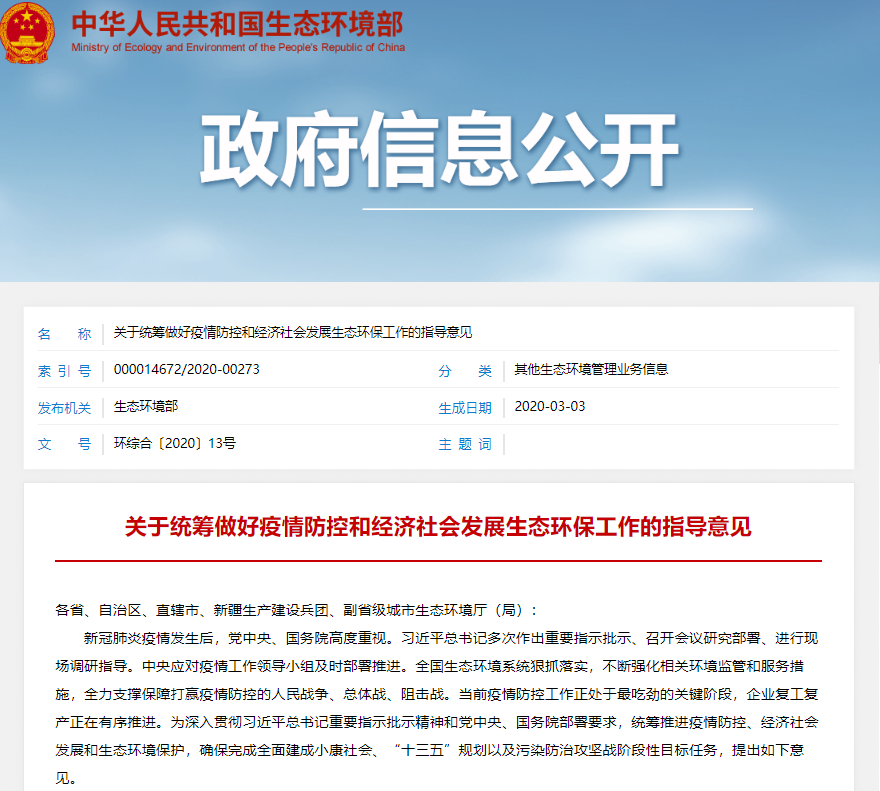 中华人民共和国生态环境部
Ministry of Ecology and Environment of the People's Republic of China
政府信息公开
名 称 关于统筹做好疫情防控和经济社会发展生态环保工作的指导意见
索 引 号 000014672/2020-00273 分 类 其他生态环境管理业务信息
发布机关 生态环境部 生成日期 2020-03-03
文 号 环综合〔2020〕13号 主 题 词
关于统筹做好疫情防控和经济社会发展生态环保工作的指导意见
各省、自治区、直辖市、新疆生产建设兵团、副省级城市生态环境厅（局）：
新冠肺炎疫情发生后，党中央、国务院高度重视。习近平总书记多次作出重要指示批示、召开会议研究部署、进行现
场调研指导。中央应对疫情工作领导小组及时部署推进。全国生态环境系统狠抓落实，不断强化相关环境监管和服务措
施，全力支撑保障打赢疫情防控的人民战争、总体战、阻击战。当前疫情防控工作正处于最吃劲的关键阶段，企业复工复
产正在有序推进。为深入贯彻习近平总书记重要指示批示精神和党中央、国务院部署要求，统筹推进疫情防控、经济社会
发展和生态环境保护，确保完成全面建成小康社会、“十三五”规划以及污染防治攻坚战阶段性目标任务，提出如下意
见。